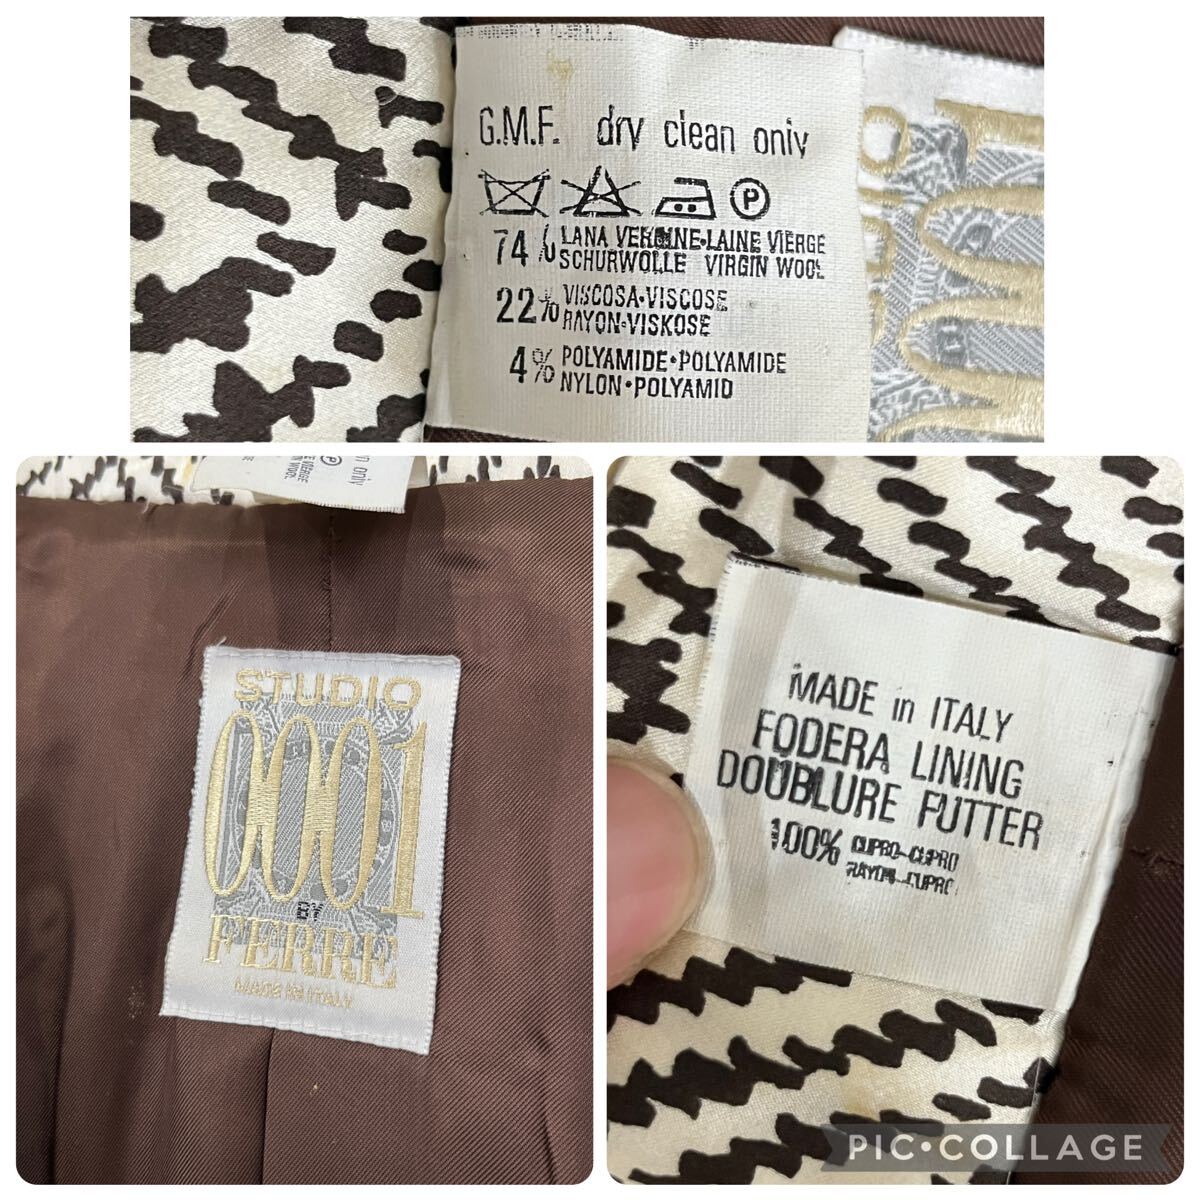 G.M.F. dry clean only
P
74% LANA VERGINE·LAINE VIERGE
SCHURWOLLE VIRGIN WOOL
22% VISCOSA·VISCOSE
RAYON·VISKOSE
4% POLYAMIDE·POLYAMIDE
NYLON·POLYAMID
STUDIO
0001
BY
FERRE
MADE IN ITALY
MADE in ITALY
FODERA LINING
DOUBLURE FUTTER
100% CUPRO-CUPRO
RAYON-CUPRO
PIC·COLLAGE